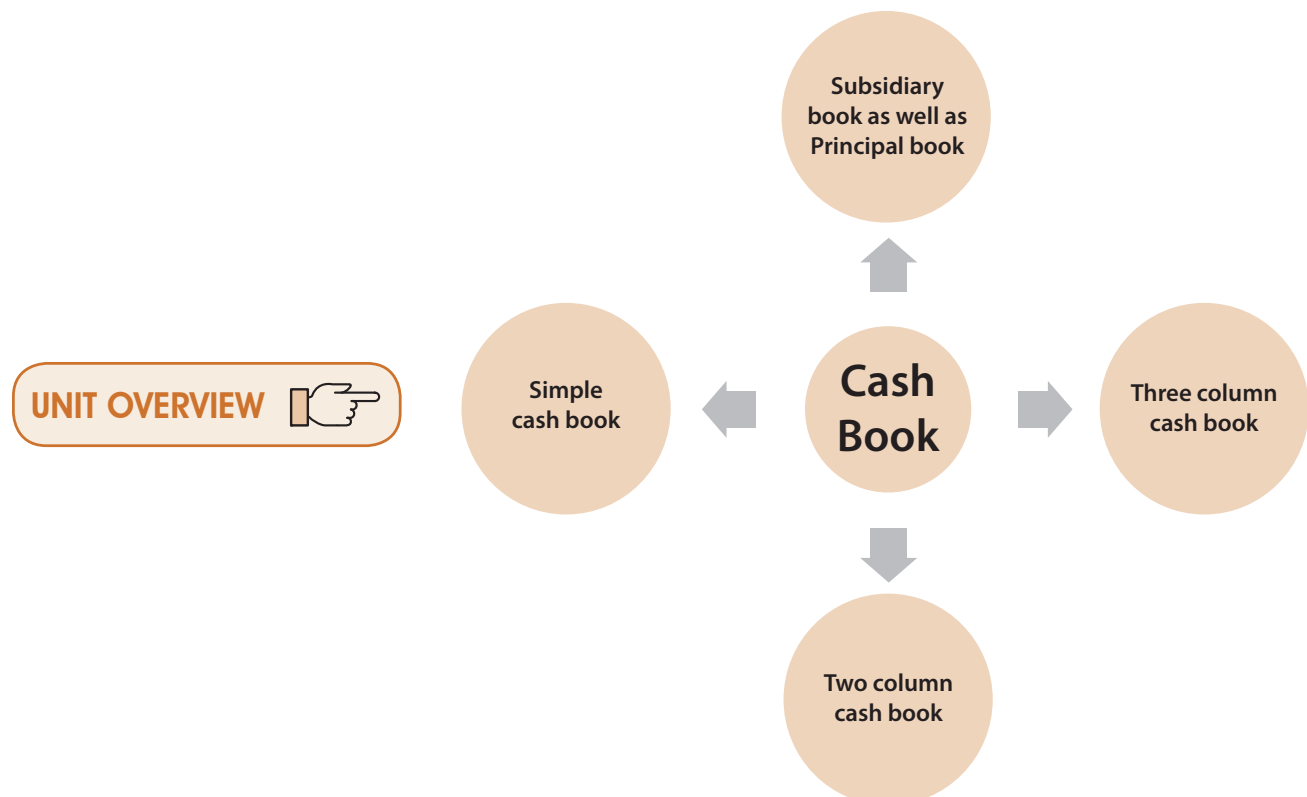 Subsidiary
book as well as
Principal book
UNIT OVERVIEW
Simple
cash book
Cash
Book
Three column
cash book
Two column
cash book